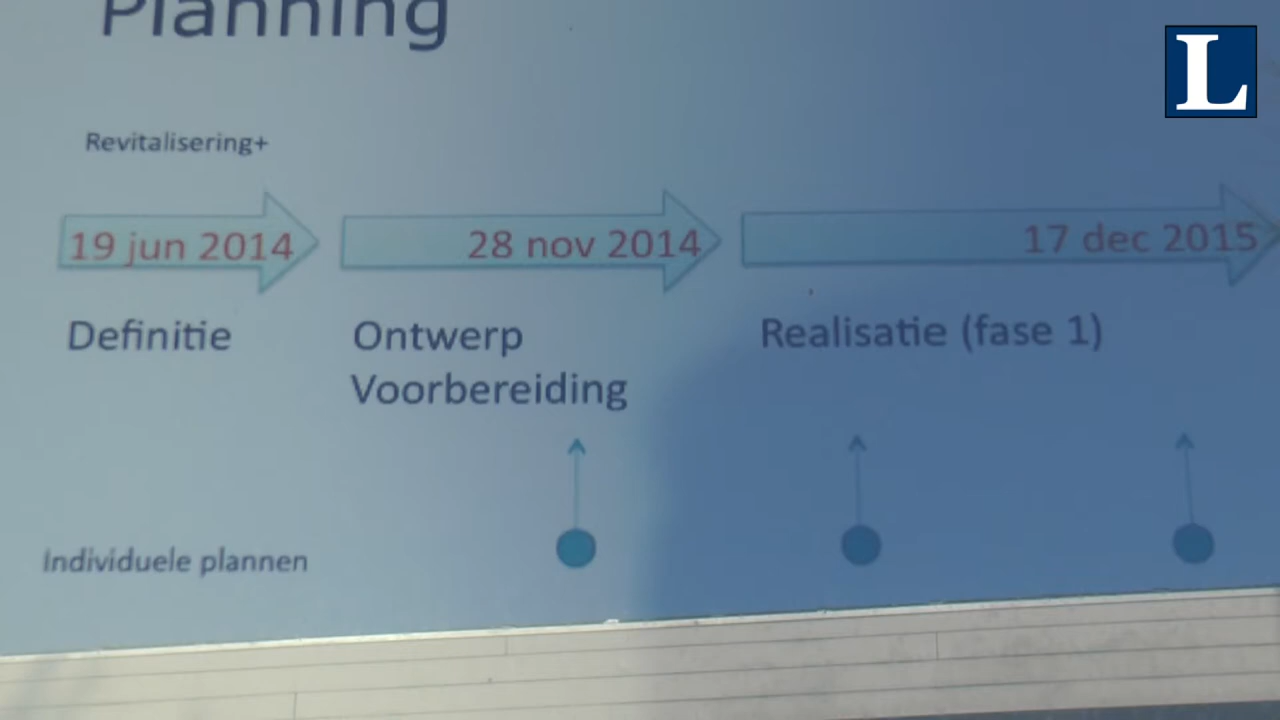 Planning
L
Revitalisering+
19 jun 2014
28 nov 2014
17 dec 2015
Definitie
Ontwerp
Voorbereiding
Realisatie (fase 1)
Individuele plannen